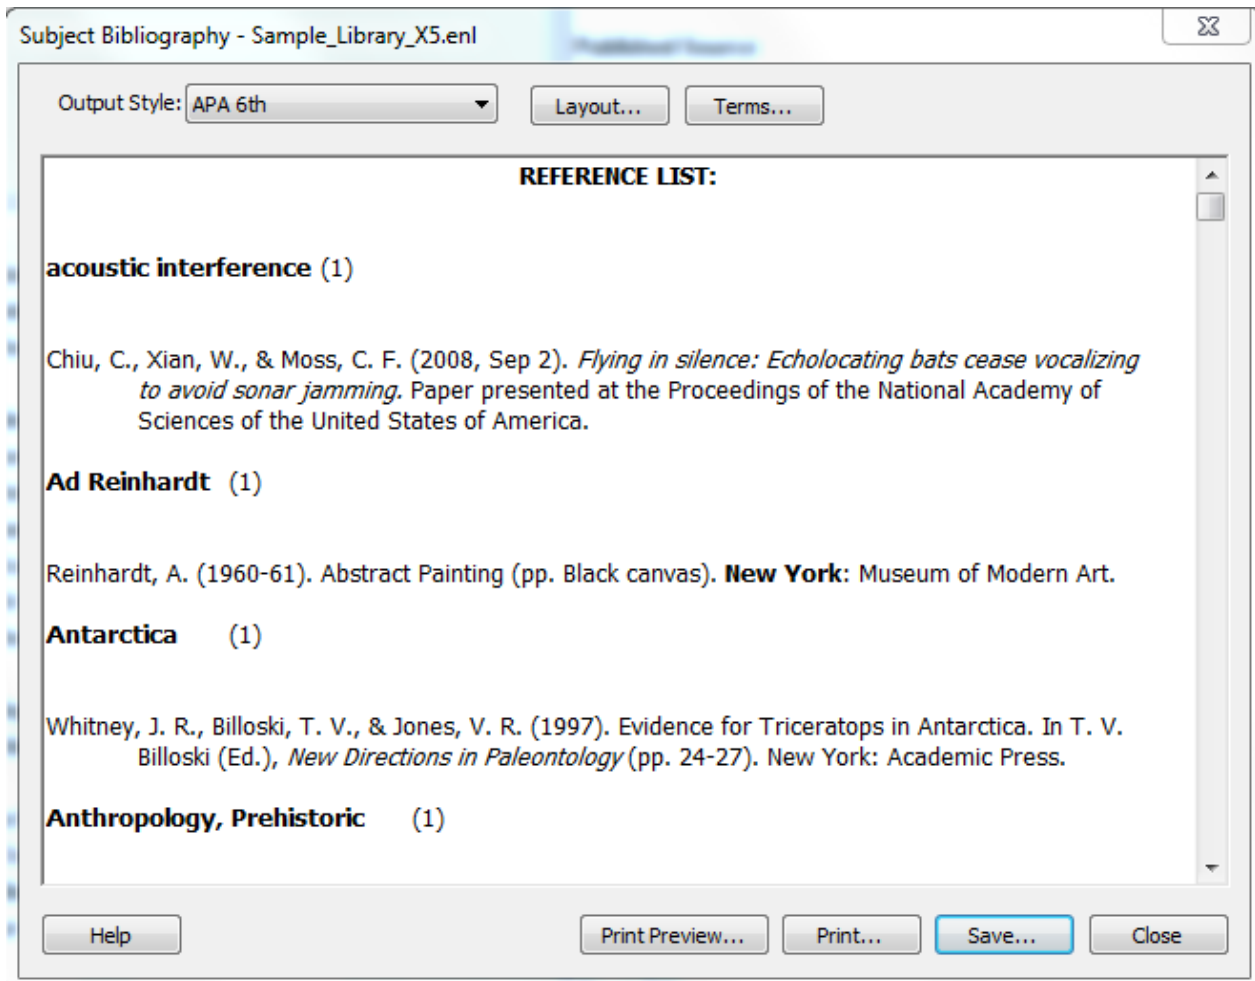 Subject Bibliography - Sample_Library_X5.enl
Output Style: APA 6th Layout... Terms...
REFERENCE LIST:
acoustic interference (1)
Chiu, C., Xian, W., & Moss, C. F. (2008, Sep 2). Flying in silence: Echolocating bats cease vocalizing
to avoid sonar jamming. Paper presented at the Proceedings of the National Academy of
Sciences of the United States of America.
Ad Reinhardt (1)
Reinhardt, A. (1960-61). Abstract Painting (pp. Black canvas). New York: Museum of Modern Art.
Antarctica (1)
Whitney, J. R., Billoski, T. V., & Jones, V. R. (1997). Evidence for Triceratops in Antarctica. In T. V.
Billoski (Ed.), New Directions in Paleontology (pp. 24-27). New York: Academic Press.
Anthropology, Prehistoric (1)
Help Print Preview... Print... Save... Close